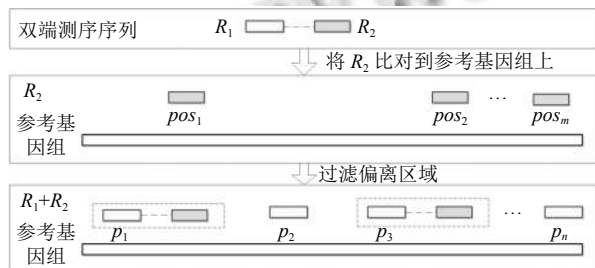 双端测序序列 R1 R2
将 R2 比对到参考基因组上
R2
pos1 pos2 … posm
参考基
因组
过滤偏离区域
R1+R2
…
p1 p2 p3 pn
参考基
因组